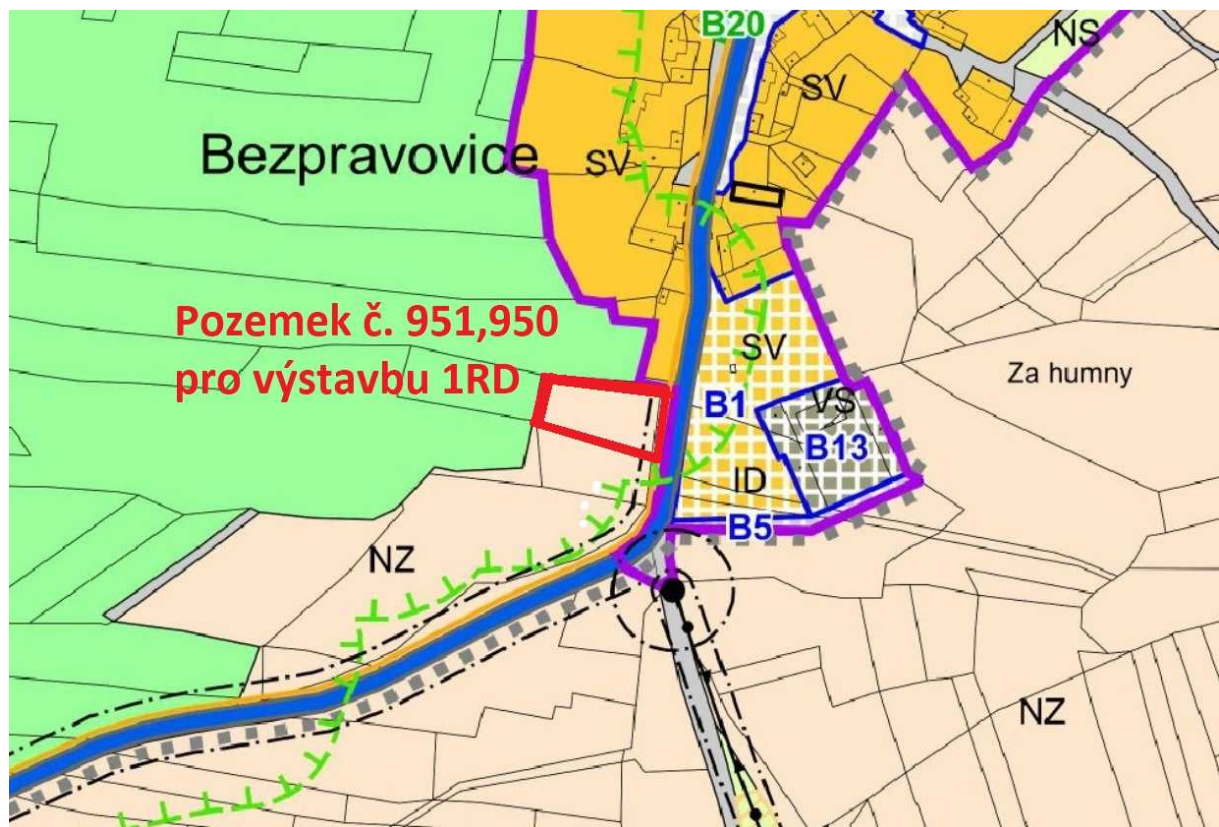 B20
NS
SV
Bezpravovice
SV
Pozemek č. 951,950
pro výstavbu 1RD
SV
Za humny
B1
VS
B13
ID
B5
NZ
NZ